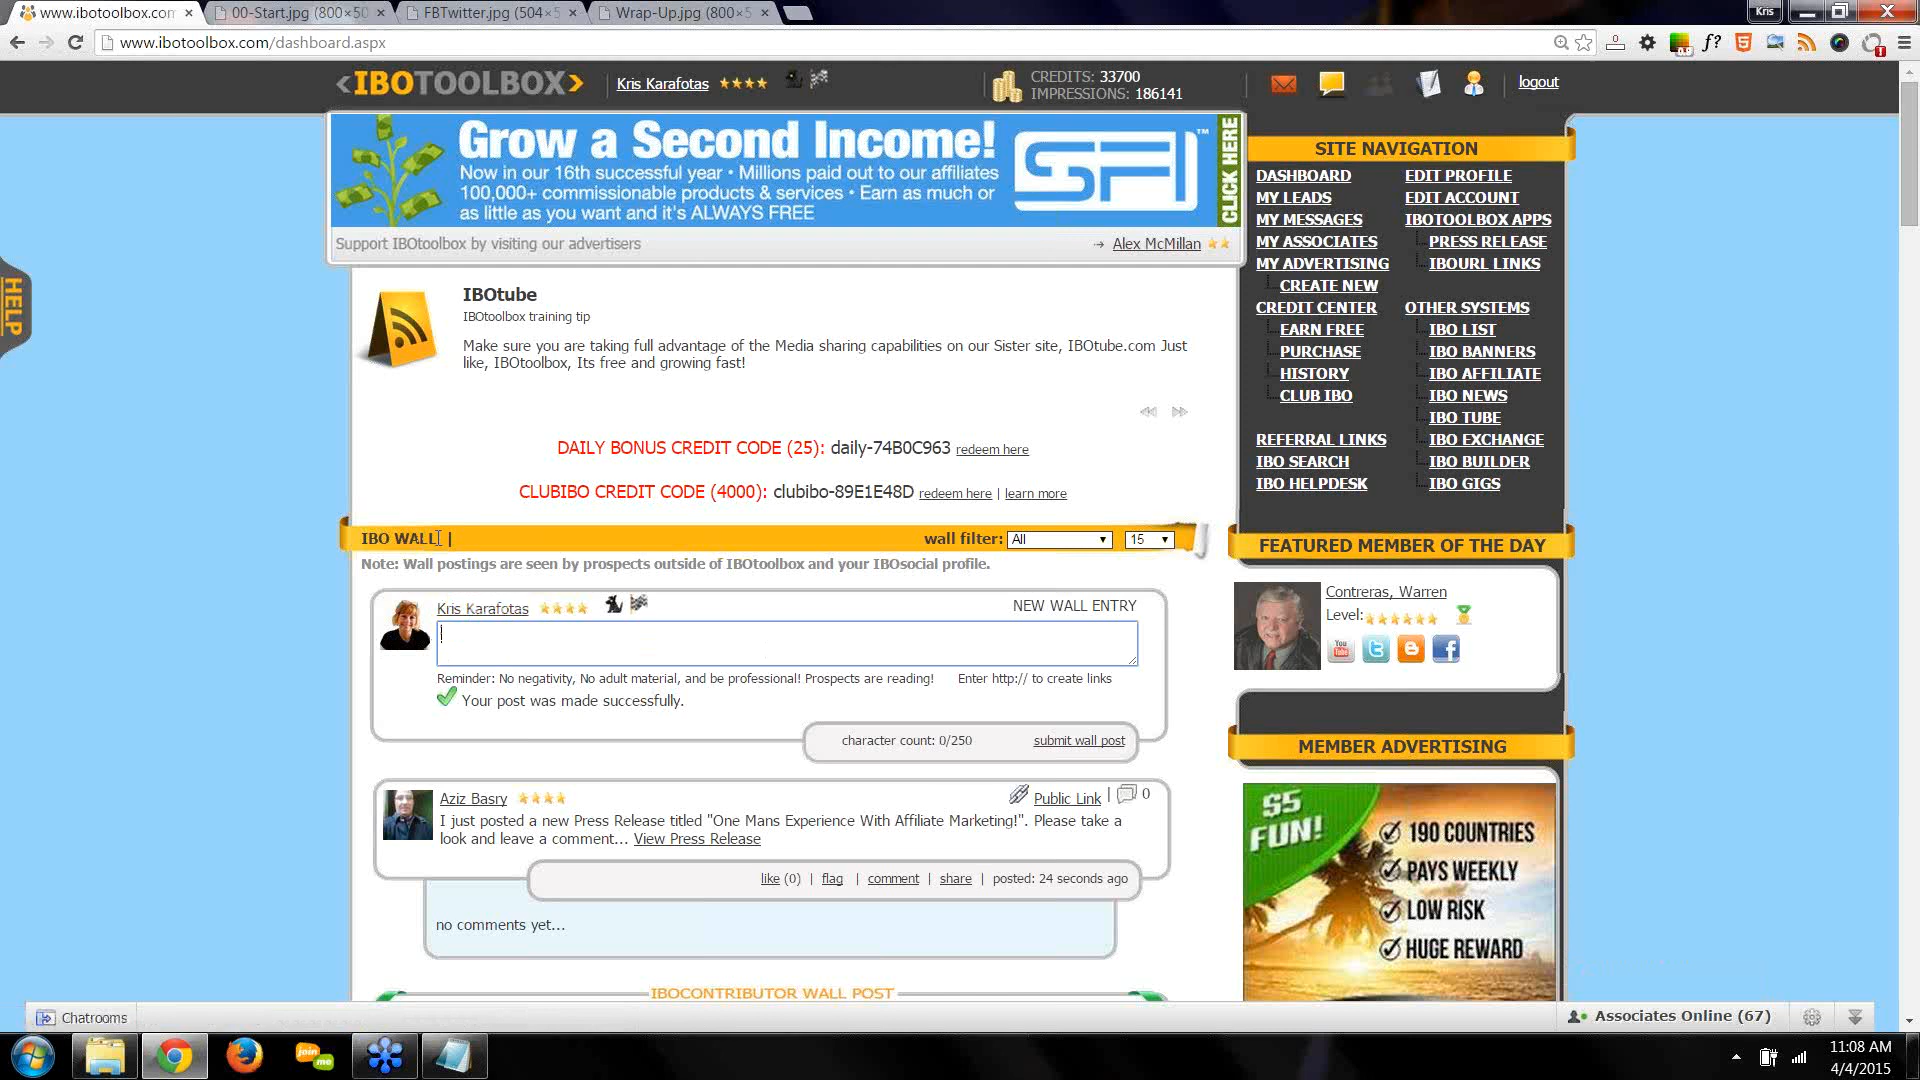 www.ibotoolbox.con
00-Start.jpg (800×50
FBTwitter.jpg (504×5
Wrap-Up.jpg (800×5
Kris
www.ibotoolbox.com/dashboard.aspx
<IBOTOOLBOX>
Kris Karafotas
CREDITS: 33700
IMPRESSIONS: 186141
logout
Grow a Second Income!
Now in our 16th successful year • Millions paid out to our affiliates
100,000+ commissionable products & services • Earn as much or
as little as you want and it's ALWAYS FREE
SFI™
CLICK HERE
Support IBOtoolbox by visiting our advertisers
Alex McMillan
HELP
IBOtube
IBOtoolbox training tip
Make sure you are taking full advantage of the Media sharing capabilities on our Sister site, IBOtube.com Just
like, IBOtoolbox, Its free and growing fast!
DAILY BONUS CREDIT CODE (25): daily-74B0C963 redeem here
CLUBIBO CREDIT CODE (4000): clubibo-89E1E48D redeem here | learn more
IBO WALL |
wall filter: All 15
Note: Wall postings are seen by prospects outside of IBOtoolbox and your IBOsocial profile.
Kris Karafotas
NEW WALL ENTRY
Reminder: No negativity, No adult material, and be professional! Prospects are reading! Enter http:// to create links
Your post was made successfully.
character count: 0/250 submit wall post
Aziz Basry
Public Link | 0
I just posted a new Press Release titled "One Mans Experience With Affiliate Marketing!". Please take a
look and leave a comment... View Press Release
like (0) | flag | comment | share | posted: 24 seconds ago
no comments yet...
IBOCONTRIBUTOR WALL POST
SITE NAVIGATION
DASHBOARD
MY LEADS
MY MESSAGES
MY ASSOCIATES
MY ADVERTISING
CREATE NEW
CREDIT CENTER
EARN FREE
PURCHASE
HISTORY
CLUB IBO
REFERRAL LINKS
IBO SEARCH
IBO HELPDESK
EDIT PROFILE
EDIT ACCOUNT
IBOTOOLBOX APPS
PRESS RELEASE
IBOURL LINKS
OTHER SYSTEMS
IBO LIST
IBO BANNERS
IBO AFFILIATE
IBO NEWS
IBO TUBE
IBO EXCHANGE
IBO BUILDER
IBO GIGS
FEATURED MEMBER OF THE DAY
Contreras, Warren
Level:
You
Tube
MEMBER ADVERTISING
$5
FUN!
190 COUNTRIES
PAYS WEEKLY
LOW RISK
HUGE REWARD
Chatrooms
Associates Online (67)
join
me
11:08 AM
4/4/2015